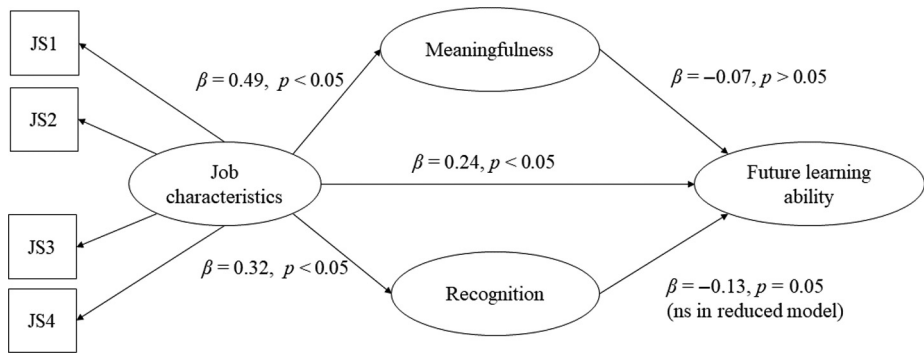 JS1
JS2
JS3
JS4
Job
characteristics
β = 0.49, p < 0.05
Meaningfulness
β = −0.07, p > 0.05
β = 0.24, p < 0.05
Future learning
ability
β = 0.32, p < 0.05
Recognition
β = −0.13, p = 0.05
(ns in reduced model)